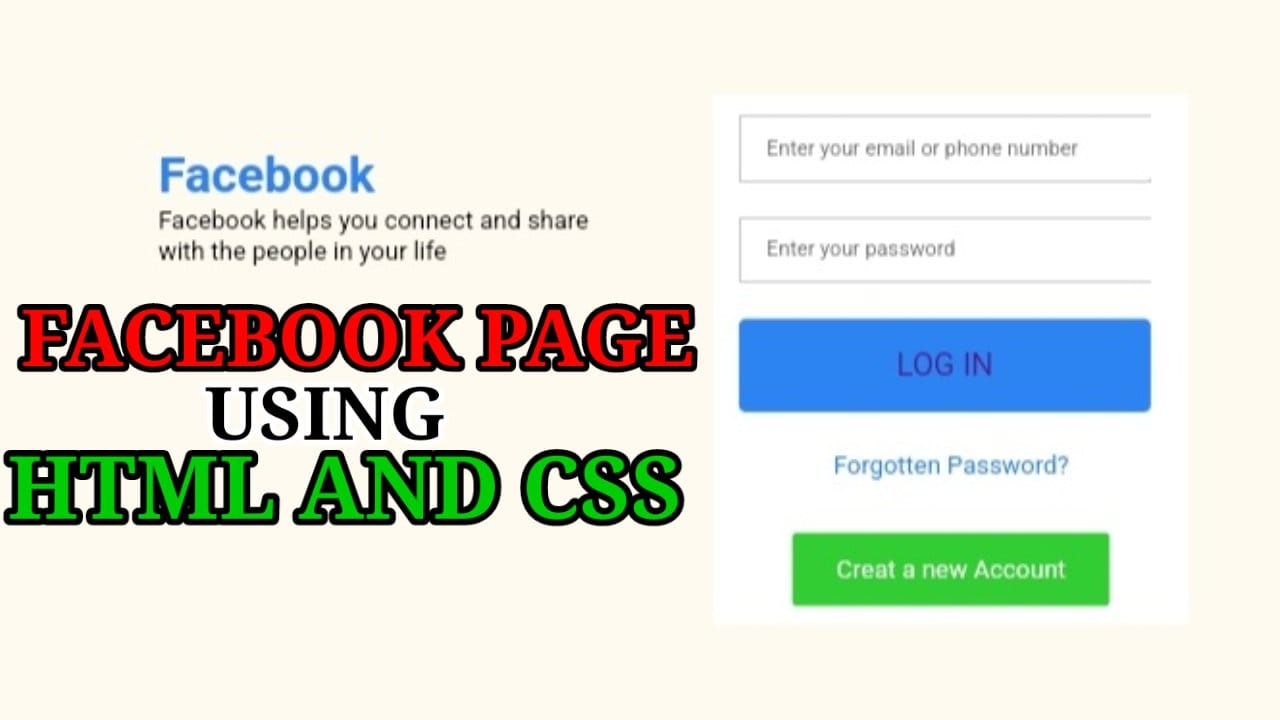 Facebook
Facebook helps you connect and share
with the people in your life
FACEBOOK PAGE
USING
HTML AND CSS
Enter your email or phone number
Enter your password
LOG IN
Forgotten Password?
Creat a new Account